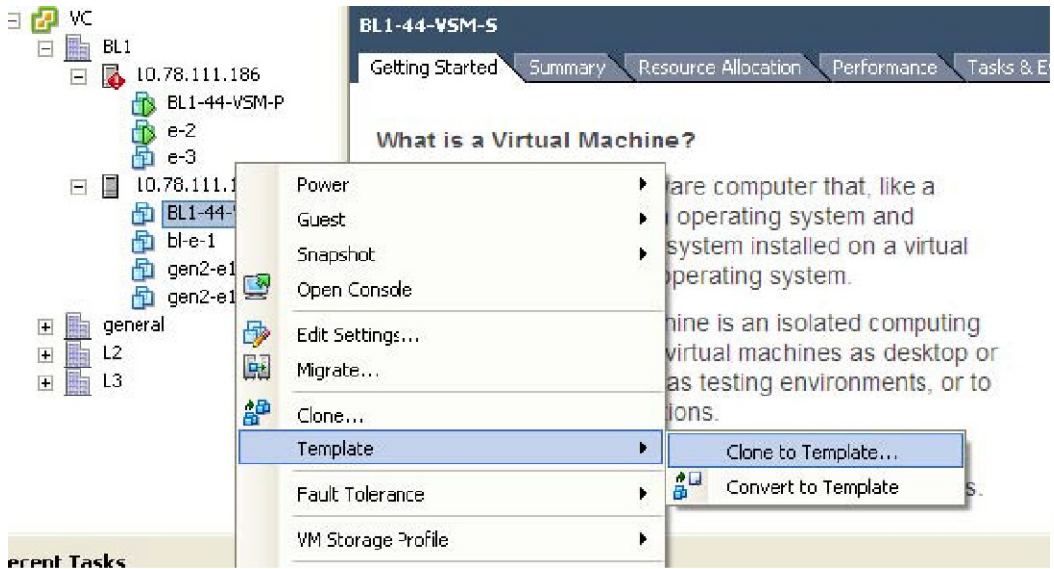 VC
BL1
10.78.111.186
BL1-44-VSM-P
e-2
e-3
10.78.111.1
BL1-44-
bl-e-1
gen2-e1
gen2-e1
general
L2
L3
BL1-44-VSM-S
Getting Started
Summary
Resource Allocation
Performance
Tasks & E
What is a Virtual Machine?
ware computer that, like a
operating system and
system installed on a virtual
operating system.
hine is an isolated computing
virtual machines as desktop or
as testing environments, or to
tions.
s.
Power
Guest
Snapshot
Open Console
Edit Settings...
Migrate...
Clone...
Template
Fault Tolerance
VM Storage Profile
Clone to Template...
Convert to Template
ecent Tasks